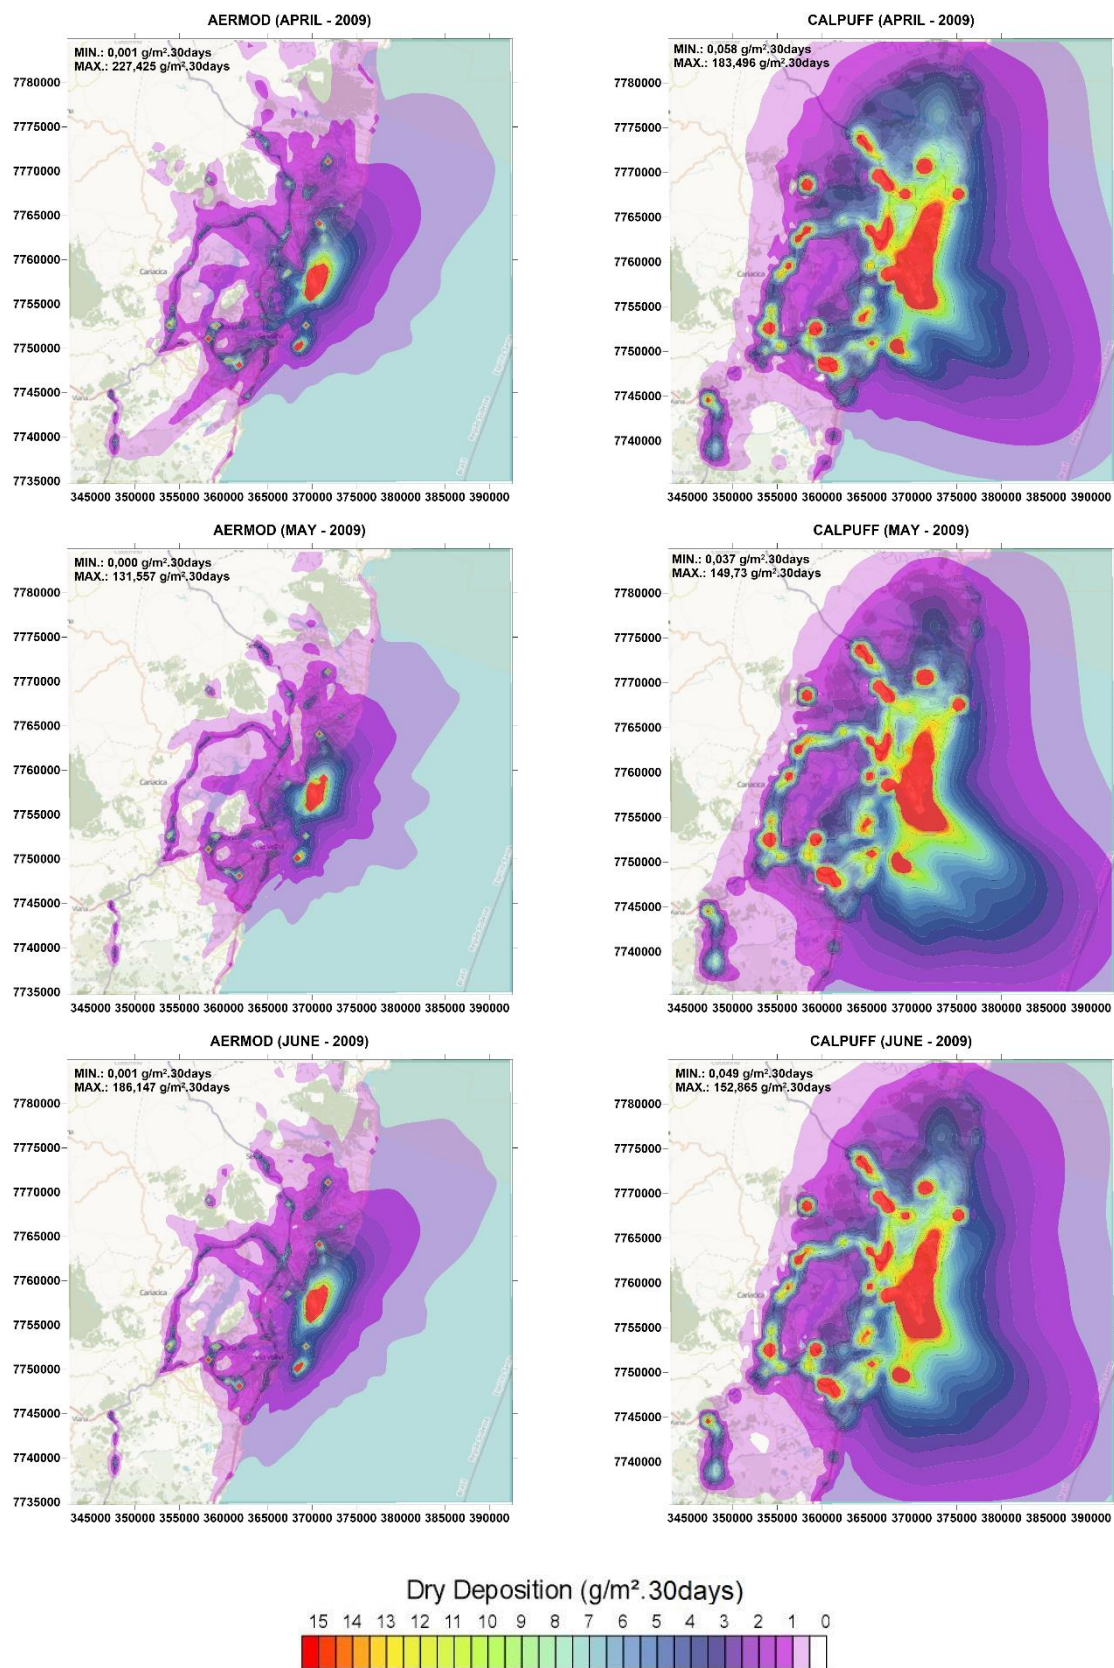 AERMOD (APRIL - 2009)
MIN.: 0,001 g/m².30days
MAX.: 227,425 g/m².30days
7780000
7775000
7770000
7765000
7760000
7755000
7750000
7745000
7740000
7735000
Cariacica
Viana
345000 350000 355000 360000 365000 370000 375000 380000 385000 390000
CALPUFF (APRIL - 2009)
MIN.: 0,058 g/m².30days
MAX.: 183,496 g/m².30days
7780000
7775000
7770000
7765000
7760000
7755000
7750000
7745000
7740000
Cariacica
345000 350000 355000 360000 365000 370000 375000 380000 385000 390000
AERMOD (MAY - 2009)
MIN.: 0,000 g/m².30days
MAX.: 131,557 g/m².30days
7780000
7775000
7770000
7765000
7760000
7755000
7750000
7745000
7740000
7735000
Cariacica
Viana
345000 350000 355000 360000 365000 370000 375000 380000 385000 390000
CALPUFF (MAY - 2009)
MIN.: 0,037 g/m².30days
MAX.: 149,73 g/m².30days
7780000
7775000
7770000
7765000
7760000
7755000
7750000
7745000
7740000
Cariacica
345000 350000 355000 360000 365000 370000 375000 380000 385000 390000
AERMOD (JUNE - 2009)
MIN.: 0,001 g/m².30days
MAX.: 186,147 g/m².30days
7780000
7775000
7770000
7765000
7760000
7755000
7750000
7745000
7740000
7735000
Cariacica
Viana
345000 350000 355000 360000 365000 370000 375000 380000 385000 390000
CALPUFF (JUNE - 2009)
MIN.: 0,049 g/m².30days
MAX.: 152,865 g/m².30days
7780000
7775000
7770000
7765000
7760000
7755000
7750000
7745000
7740000
Cariacica
345000 350000 355000 360000 365000 370000 375000 380000 385000 390000
Dry Deposition (g/m².30days)
15 14 13 12 11 10 9 8 7 6 5 4 3 2 1 0